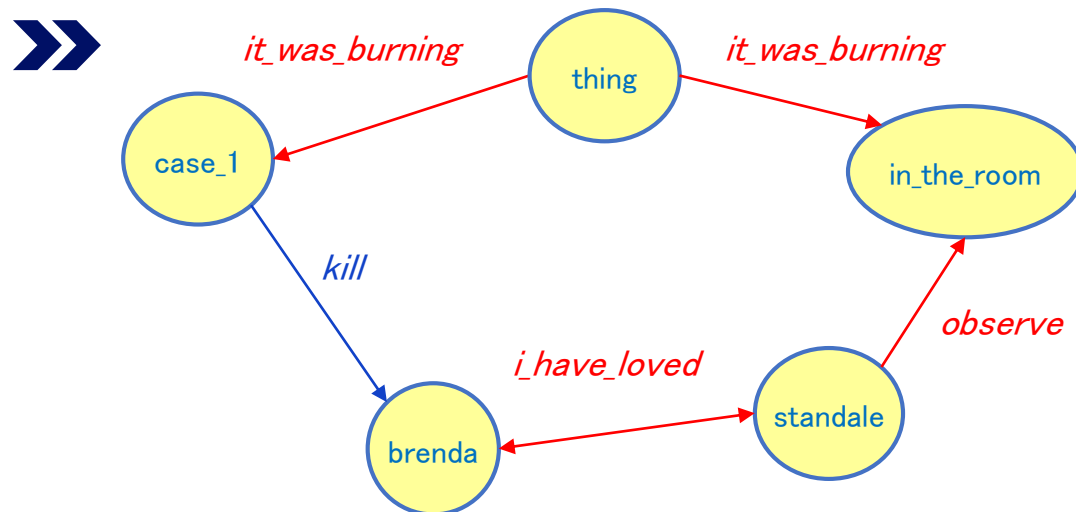 it_was_burning
thing
it_was_burning
case_1
in_the_room
kill
observe
i_have_loved
standale
brenda